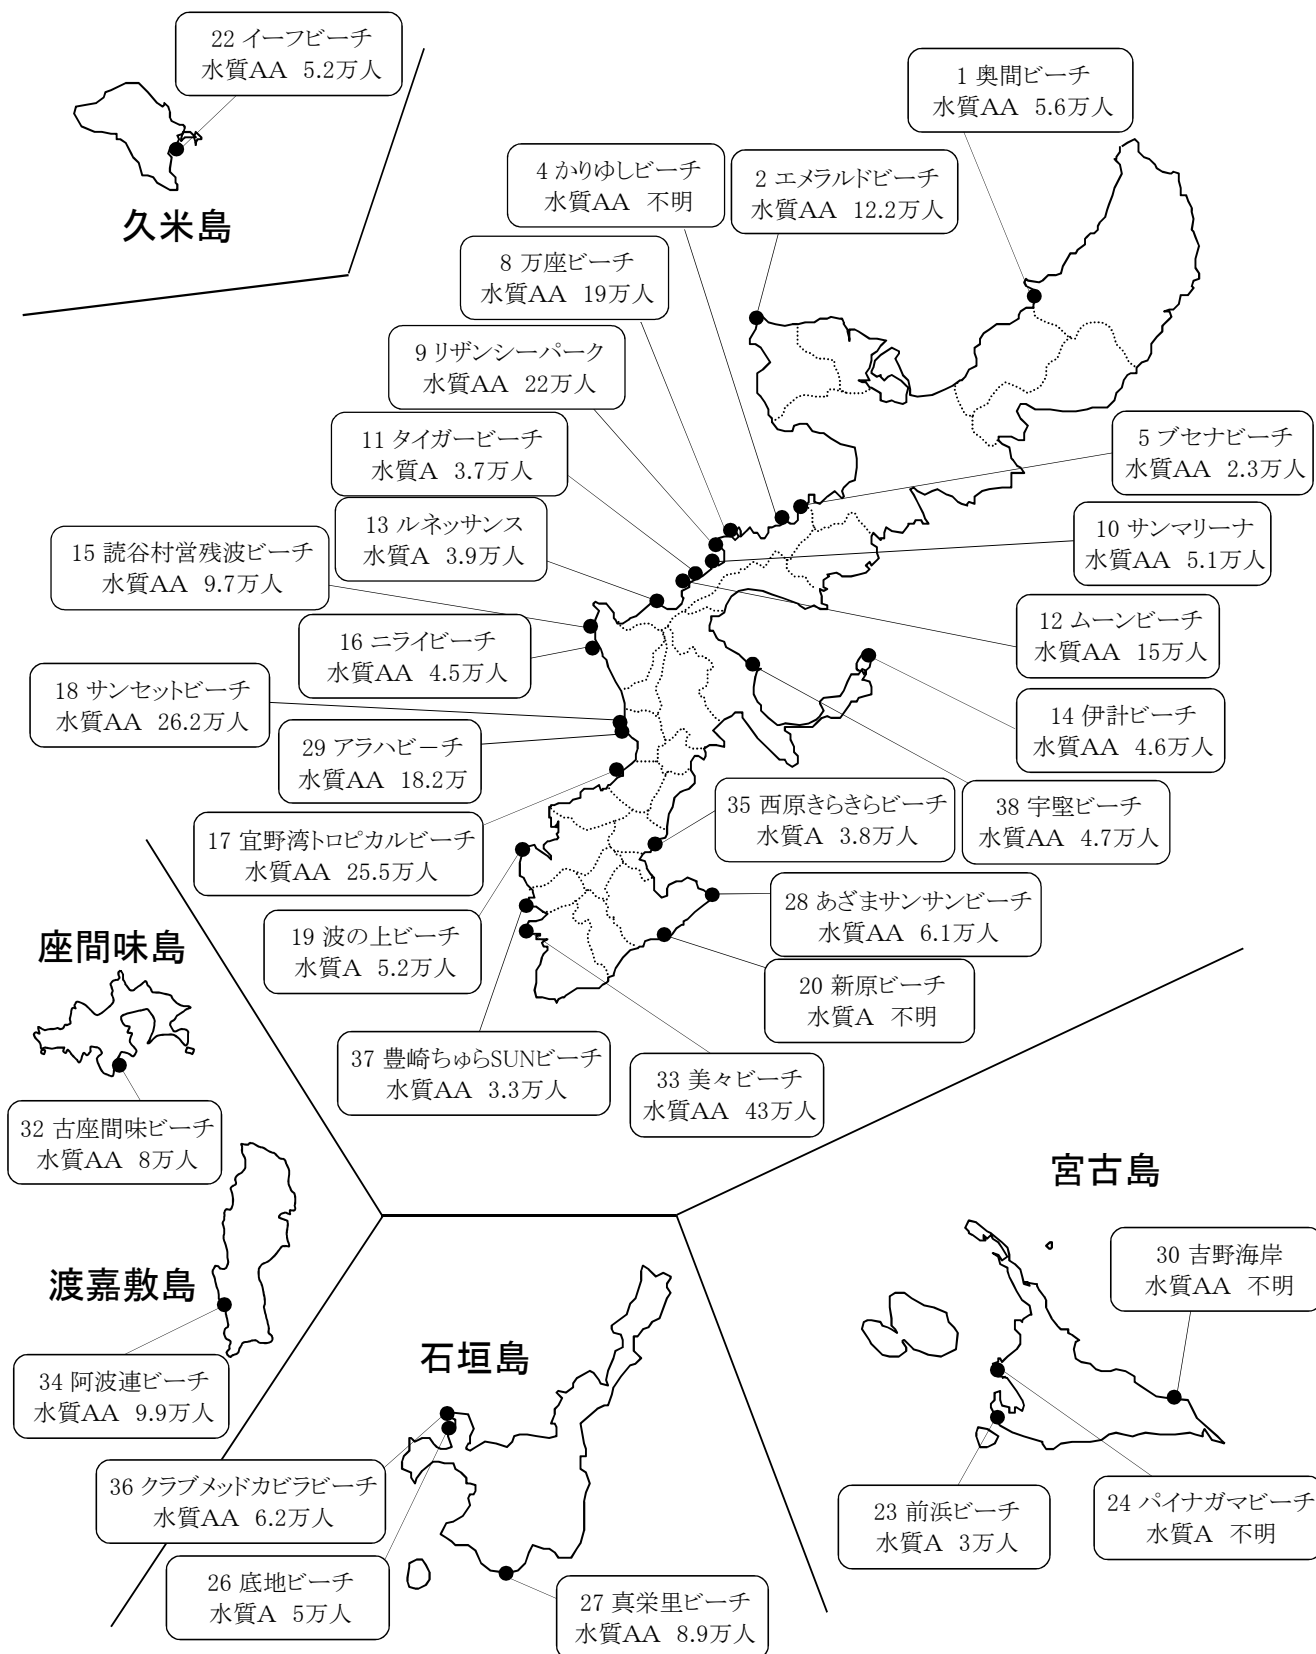 22 イーフビーチ
水質AA 5.2万人
久米島
1 奥間ビーチ
水質AA 5.6万人
4 かりゆしビーチ
水質AA 不明
2 エメラルドビーチ
水質AA 12.2万人
8 万座ビーチ
水質AA 19万人
9 リザンシーパーク
水質AA 22万人
11 タイガービーチ
水質A 3.7万人
5 ブセナビーチ
水質AA 2.3万人
13 ルネッサンス
水質A 3.9万人
10 サンマリーナ
水質AA 5.1万人
15 読谷村営残波ビーチ
水質AA 9.7万人
16 ニライビーチ
水質AA 4.5万人
12 ムーンビーチ
水質AA 15万人
18 サンセットビーチ
水質AA 26.2万人
14 伊計ビーチ
水質AA 4.6万人
29 アラハビーチ
水質AA 18.2万
35 西原きらきらビーチ
水質A 3.8万人
38 宇堅ビーチ
水質AA 4.7万人
17 宜野湾トロピカルビーチ
水質AA 25.5万人
28 あざまサンサンビーチ
水質AA 6.1万人
19 波の上ビーチ
水質A 5.2万人
20 新原ビーチ
水質A 不明
座間味島
37 豊崎ちゅらSUNビーチ
水質AA 3.3万人
33 美々ビーチ
水質AA 43万人
32 古座間味ビーチ
水質AA 8万人
宮古島
渡嘉敷島
30 吉野海岸
水質AA 不明
34 阿波連ビーチ
水質AA 9.9万人
石垣島
36 クラブメッドカビラビーチ
水質AA 6.2万人
23 前浜ビーチ
水質A 3万人
24 パイナガマビーチ
水質A 不明
26 底地ビーチ
水質A 5万人
27 真栄里ビーチ
水質AA 8.9万人